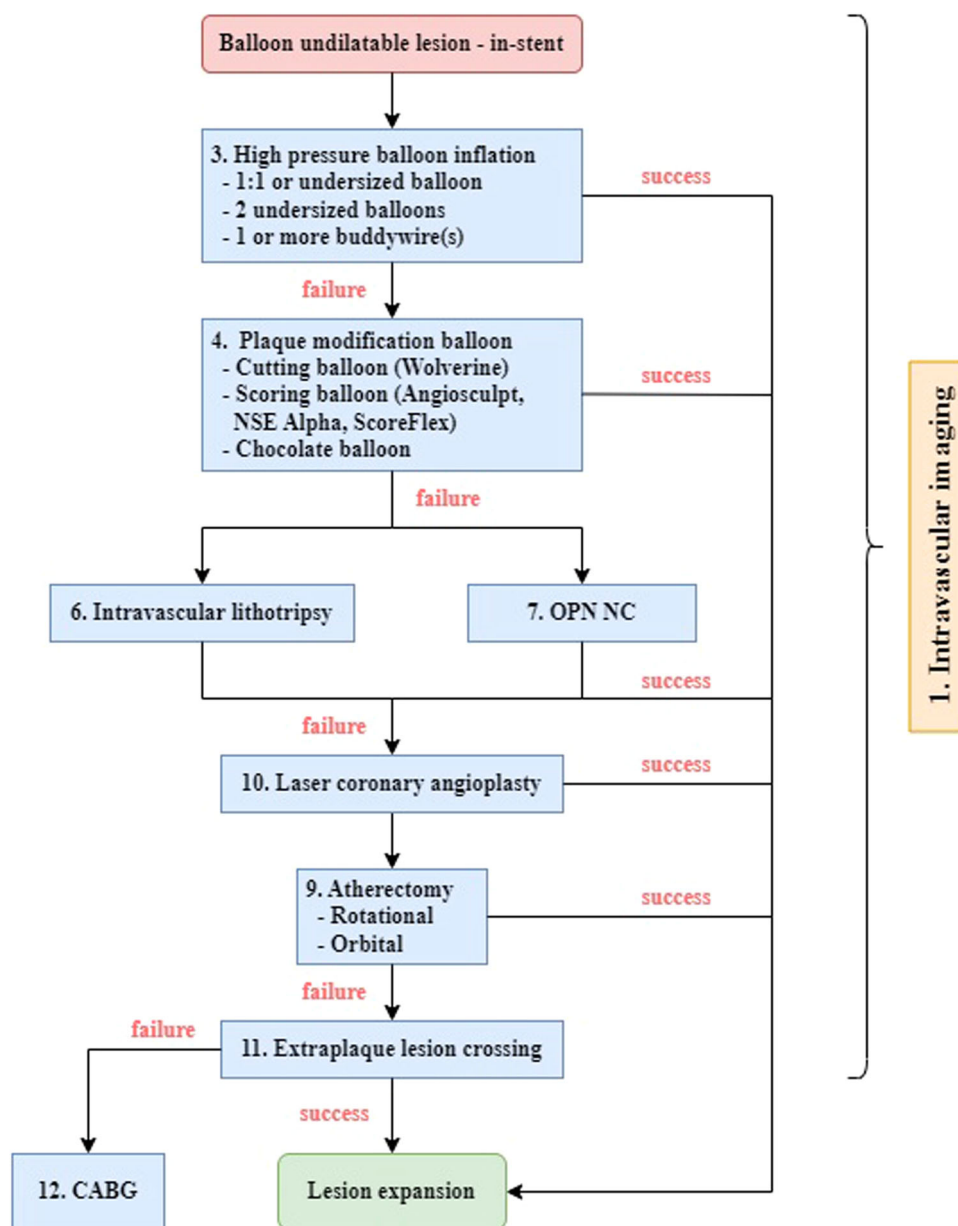 Balloon undilatable lesion - in-stent
3. High pressure balloon inflation
- 1:1 or undersized balloon
- 2 undersized balloons
- 1 or more buddywire(s)
success
failure
4. Plaque modification balloon
- Cutting balloon (Wolverine)
- Scoring balloon (Angiosculpt,
NSE Alpha, ScoreFlex)
- Chocolate balloon
success
failure
6. Intravascular lithotripsy
7. OPN NC
success
failure
10. Laser coronary angioplasty
success
9. Atherectomy
- Rotational
- Orbital
success
failure
11. Extraplaque lesion crossing
failure
success
12. CABG
Lesion expansion
1. Intravascular imaging